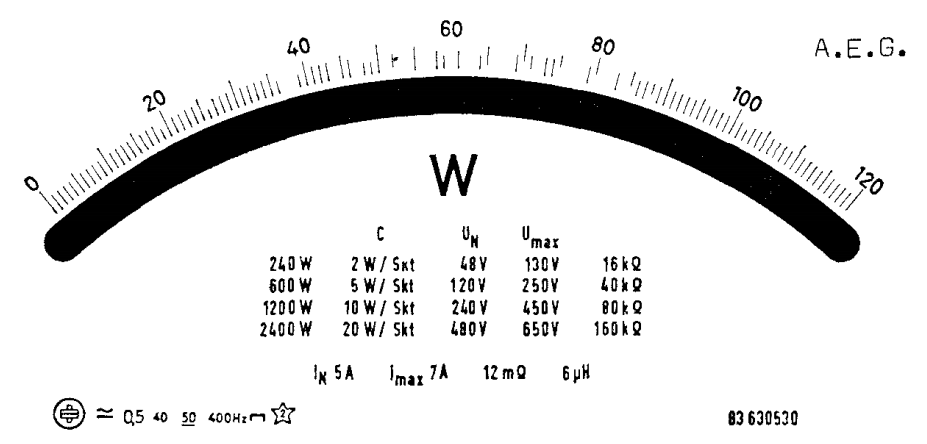 0 20 40 60 80 100 120
A.E.G.
W
C U_N U_max
240 W 2 W / Skt 48 V 130 V 16 kΩ
600 W 5 W / Skt 120 V 250 V 40 kΩ
1200 W 10 W / Skt 240 V 450 V 80 kΩ
2400 W 20 W / Skt 480 V 650 V 160 kΩ
I_N 5 A I_max 7 A 12 mΩ 6 µH
≃ 0,5 40 50 400Hz 2
83 630530